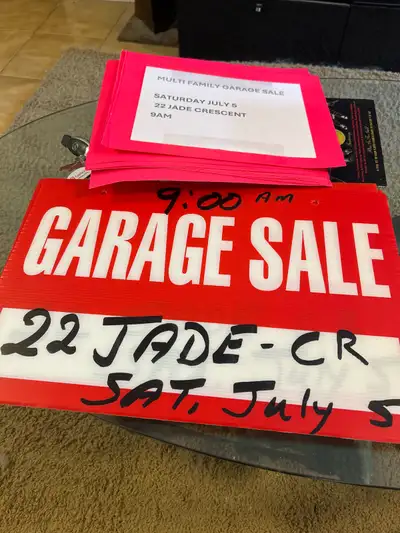 MULTI FAMILY GARAGE SALE
SATURDAY JULY 5
22 JADE CRESCENT
9AM
9:00 AM
GARAGE SALE
22 JADE-CR
SAT, July 5